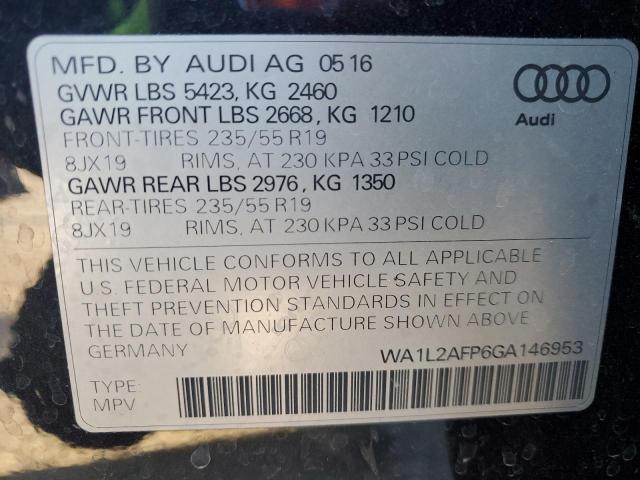 MFD. BY AUDI AG 05 16
GVWR LBS 5423, KG 2460
GAWR FRONT LBS 2668, KG 1210
FRONT-TIRES 235/55 R19
8JX19 RIMS, AT 230 KPA 33 PSI COLD
GAWR REAR LBS 2976, KG 1350
REAR-TIRES 235/55 R19
8JX19 RIMS, AT 230 KPA 33 PSI COLD
Audi
THIS VEHICLE CONFORMS TO ALL APPLICABLE
U.S. FEDERAL MOTOR VEHICLE SAFETY AND
THEFT PREVENTION STANDARDS IN EFFECT ON
THE DATE OF MANUFACTURE SHOWN ABOVE
GERMANY WA1L2AFP6GA146953
TYPE:
MPV